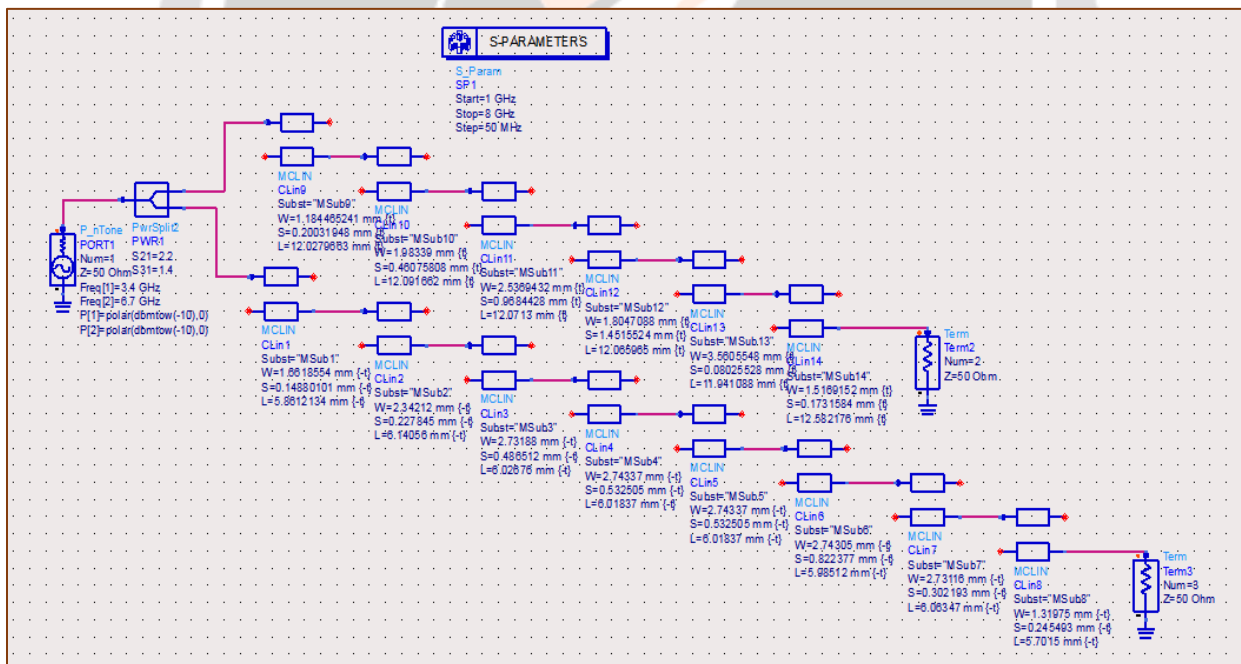 S-PARAMETERS
S_Param
SP1
Start=1 GHz
Stop=8 GHz
Step=50 MHz
P_nTone
PORT1
Num=1
Z=50 Ohm
Freq[1]=3.4 GHz
Freq[2]=6.7 GHz
P[1]=polar(dbmtow(-10),0)
P[2]=polar(dbmtow(-10),0)
PwrSplit2
PWR1
S21=2.2
S31=1.4
MCLIN
CLin9
Subst="MSub9"
W=1.184465241 mm {t}
S=0.20031948 mm {t}
L=12.0279663 mm {t}
MCLIN
CLin10
Subst="MSub10"
W=1.98339 mm {t}
S=0.46075808 mm {t}
L=12.091662 mm {t}
MCLIN
CLin11
Subst="MSub11"
W=2.5369432 mm {t}
S=0.9684428 mm {t}
L=12.0713 mm {t}
MCLIN
CLin12
Subst="MSub12"
W=1.8047088 mm {t}
S=1.4515524 mm {t}
L=12.065965 mm {t}
MCLIN
CLin13
Subst="MSub13"
W=3.5605548 mm {t}
S=0.08025528 mm {t}
L=11.941088 mm {t}
MCLIN
CLin14
Subst="MSub14"
W=1.5169152 mm {t}
S=0.1731584 mm {t}
L=12.582176 mm {t}
Term
Term2
Num=2
Z=50 Ohm
MCLIN
CLin1
Subst="MSub1"
W=1.6618554 mm {-t}
S=0.14880101 mm {-t}
L=5.8612134 mm {-t}
MCLIN
CLin2
Subst="MSub2"
W=2.34212 mm {-t}
S=0.227845 mm {-t}
L=6.14056 mm {-t}
MCLIN
CLin3
Subst="MSub3"
W=2.73188 mm {-t}
S=0.486512 mm {-t}
L=6.02676 mm {-t}
MCLIN
CLin4
Subst="MSub4"
W=2.74337 mm {-t}
S=0.532505 mm {-t}
L=6.01837 mm {-t}
MCLIN
CLin5
Subst="MSub5"
W=2.74337 mm {-t}
S=0.532505 mm {-t}
L=6.01837 mm {-t}
MCLIN
CLin6
Subst="MSub6"
W=2.74305 mm {-t}
S=0.822377 mm {-t}
L=5.98512 mm {-t}
MCLIN
CLin7
Subst="MSub7"
W=2.73116 mm {-t}
S=0.302193 mm {-t}
L=6.06347 mm {-t}
MCLIN
CLin8
Subst="MSub8"
W=1.31975 mm {-t}
S=0.245493 mm {-t}
L=5.7015 mm {-t}
Term
Term3
Num=3
Z=50 Ohm